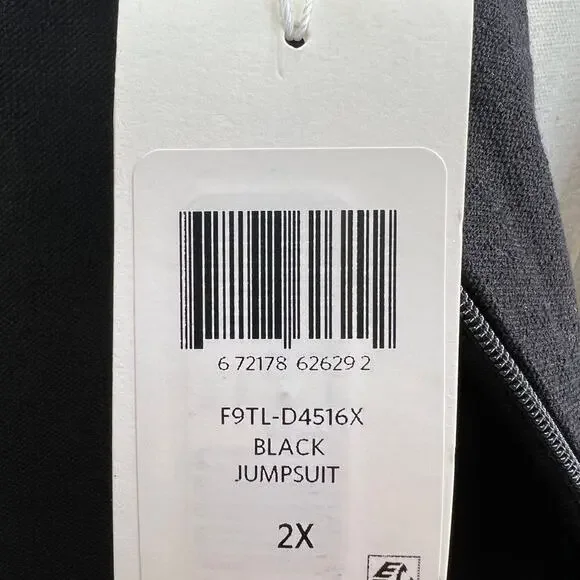 6 72178 62629 2
F9TL-D4516X
BLACK
JUMPSUIT
2X